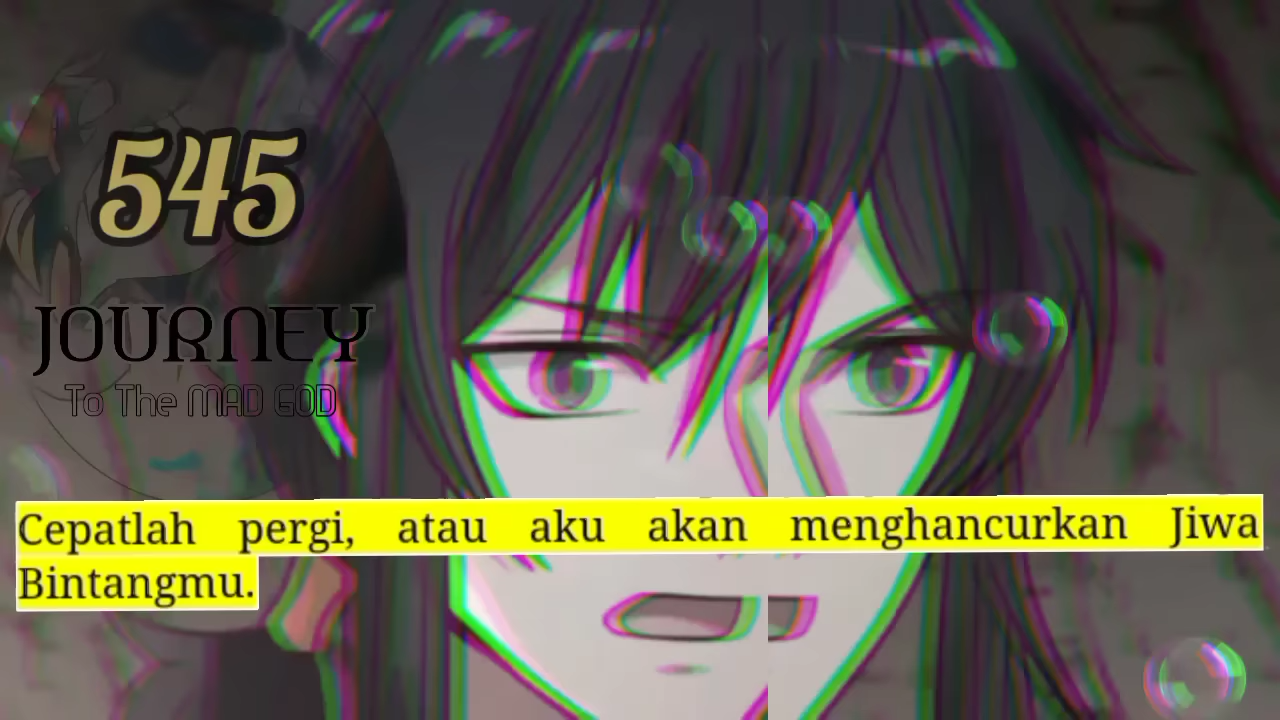 545
JOURNEY
To The MAD GOD
Cepatlah pergi, atau aku akan menghancurkan Jiwa
Bintangmu.